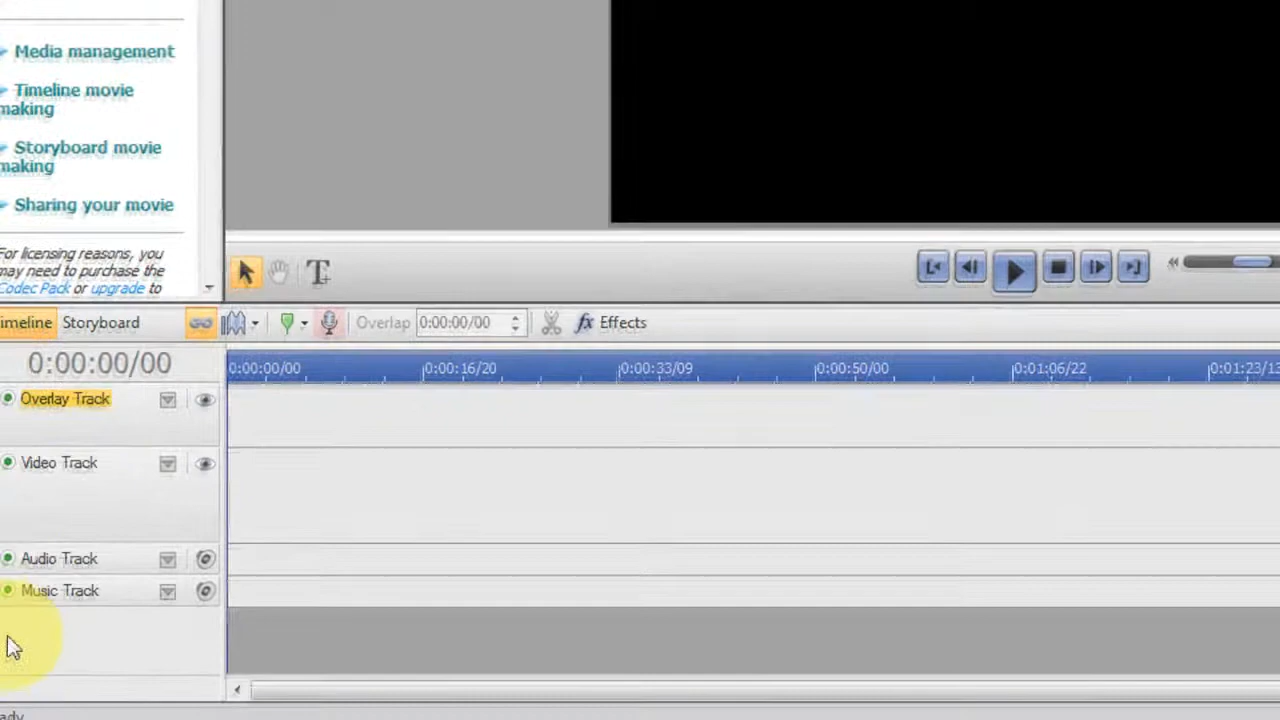 Media management
Timeline movie
making
Storyboard movie
making
Sharing your movie
For licensing reasons, you
may need to purchase the
Codec Pack or upgrade to
imeline Storyboard Overlap 0:00:00/00 fx Effects
0:00:00/00 0:00:00/00 0:00:16/20 0:00:33/09 0:00:50/00 0:01:06/22 0:01:23/13
Overlay Track
Video Track
Audio Track
Music Track
ady